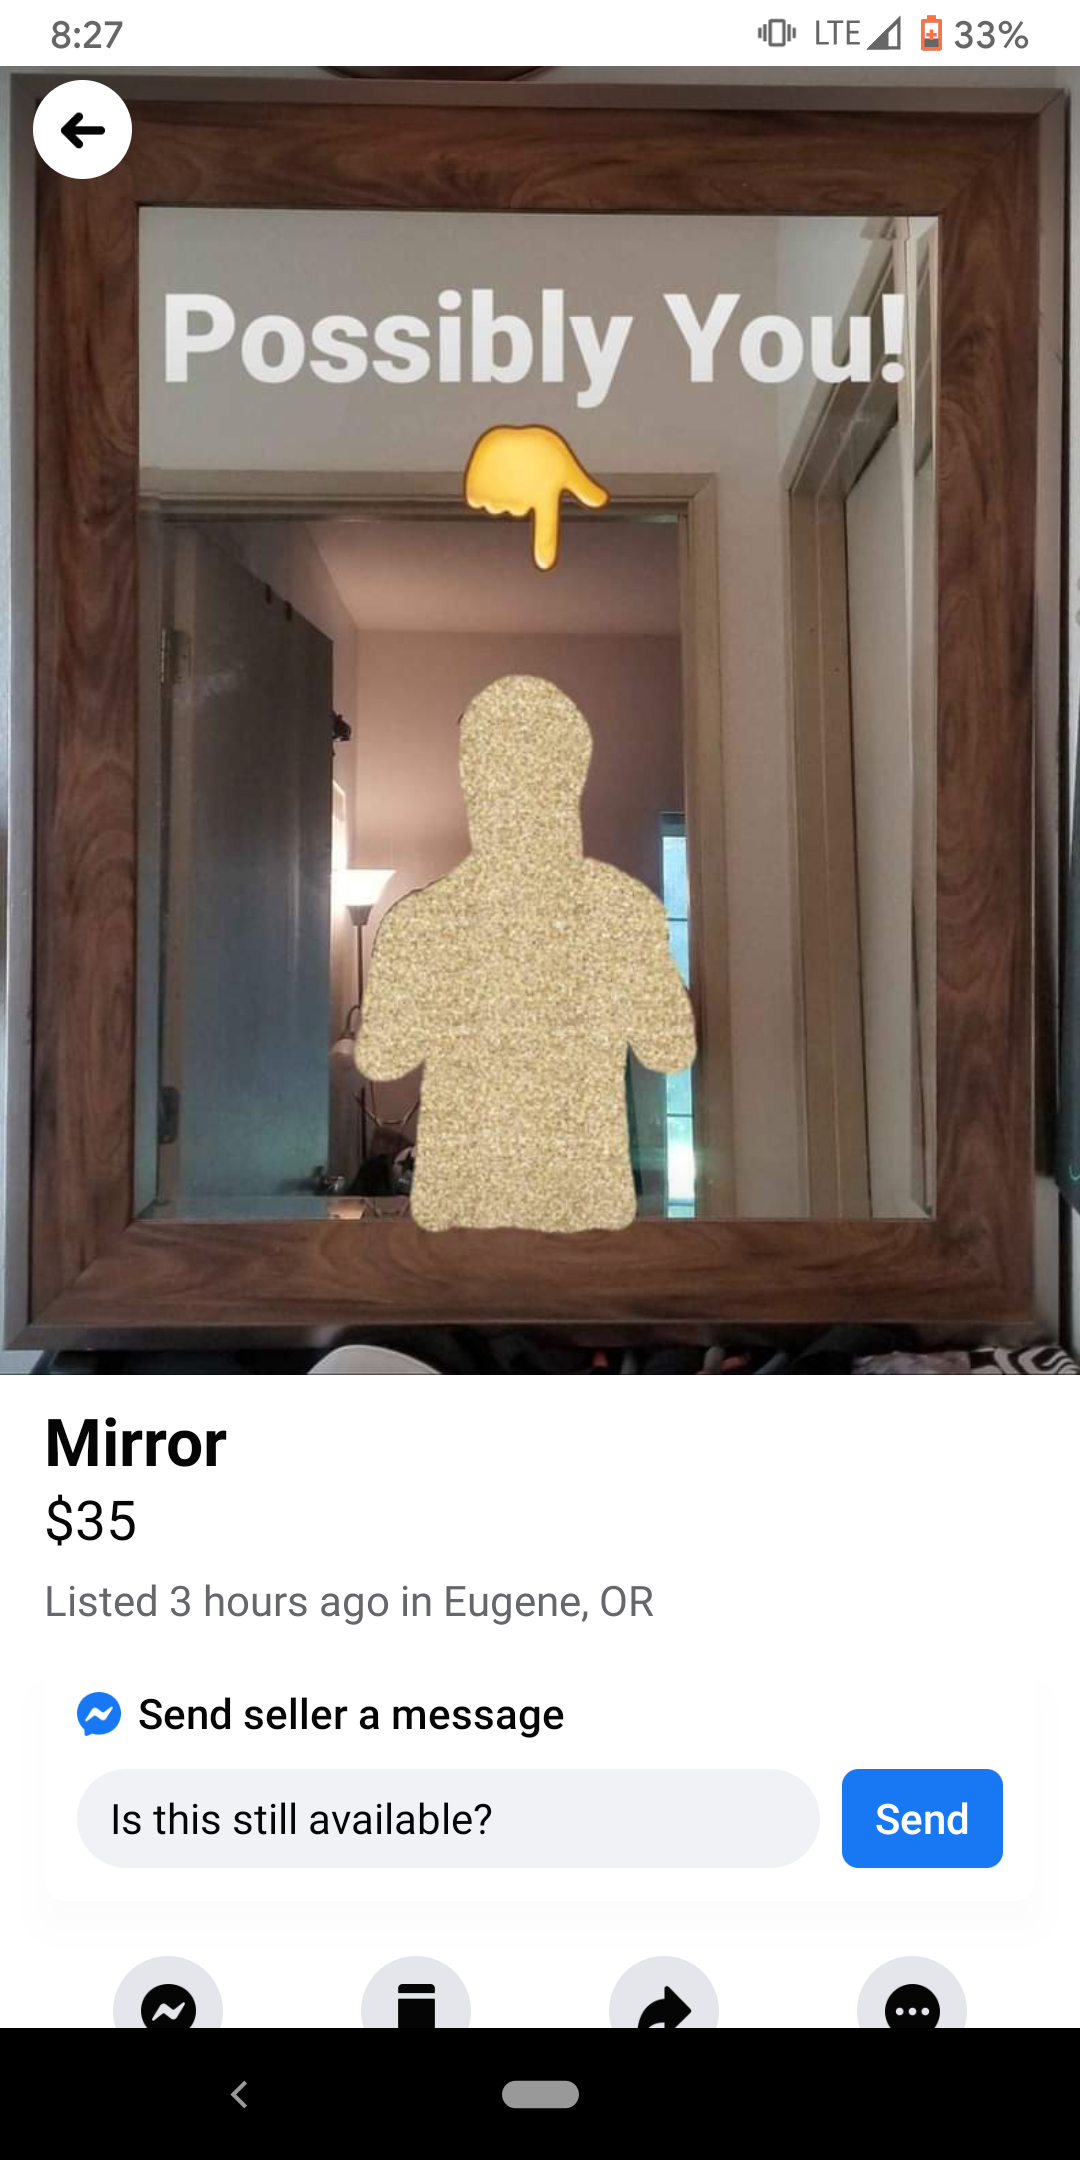 8:27
LTE 33%
Possibly You!
Mirror
$35
Listed 3 hours ago in Eugene, OR
Send seller a message
Is this still available?
Send